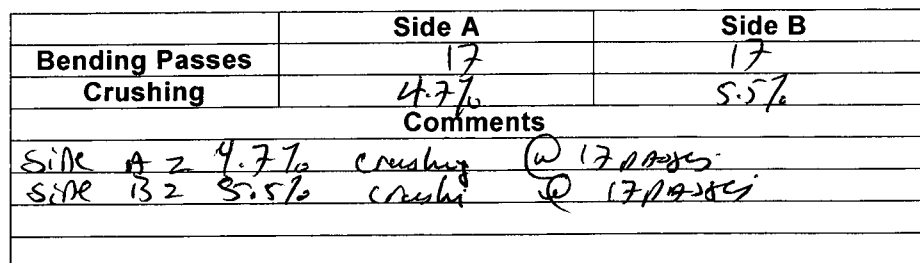 Side A Side B
Bending Passes 17 17
Crushing 4.7% 5.5%
Comments
Side A = 4.7% crushing @ 17 passes
Side B = 5.5% crushi @ 17 passes